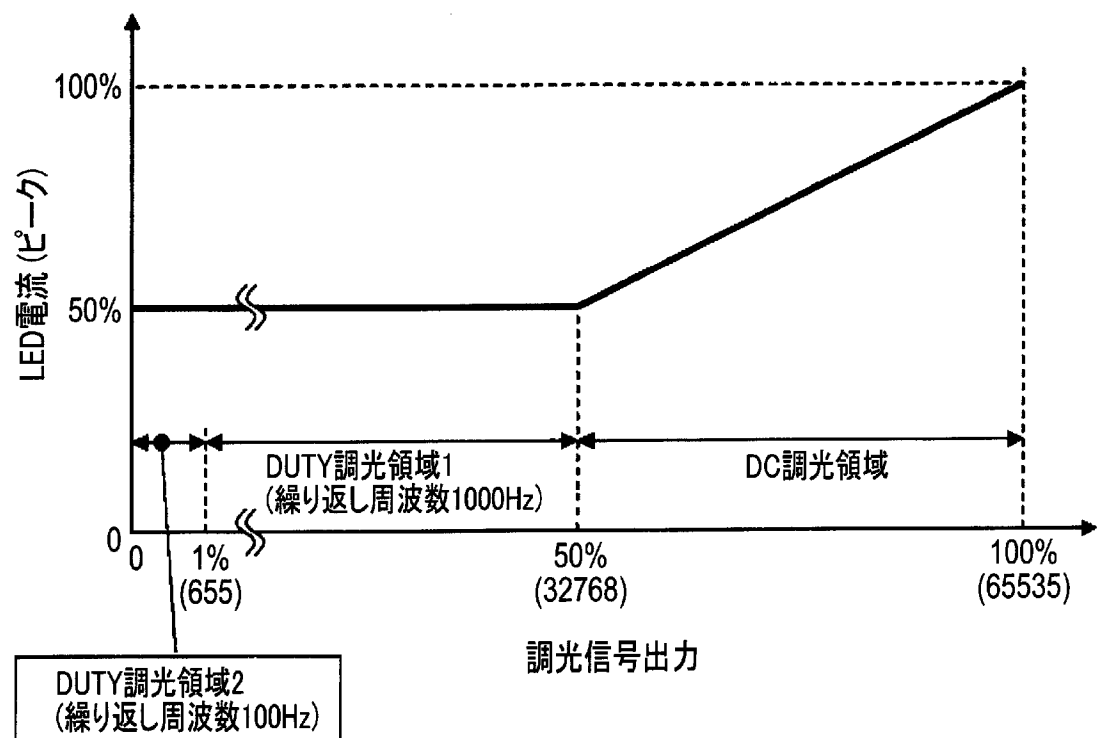 100%
50%
0
LED電流(ピーク)
DUTY調光領域1
(繰り返し周波数1000Hz)
DC調光領域
0
1%
(655)
50%
(32768)
100%
(65535)
調光信号出力
DUTY調光領域2
(繰り返し周波数100Hz)